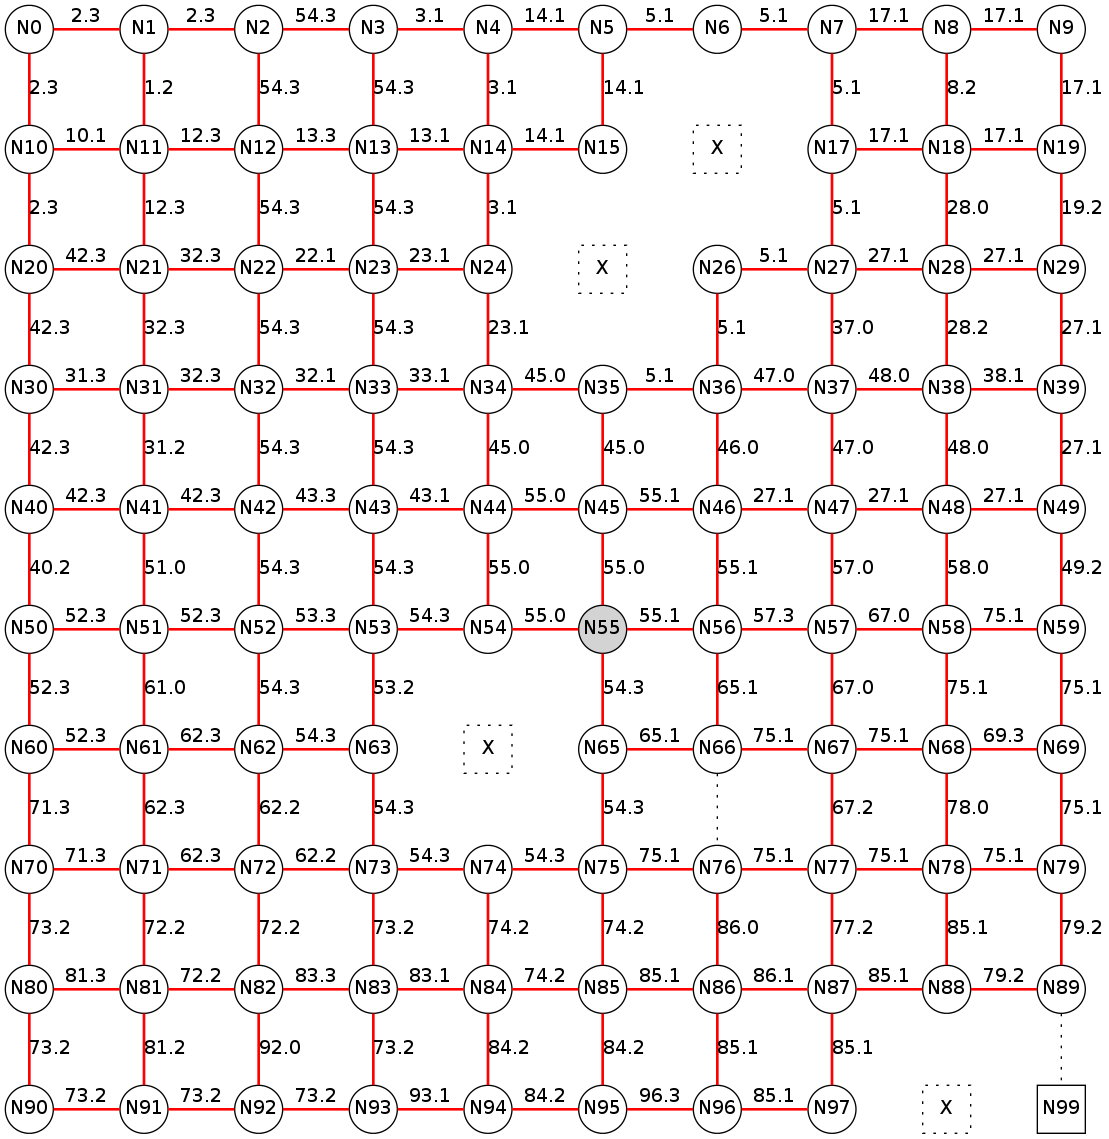 N0 2.3 N1 2.3 N2 54.3 N3 3.1 N4 14.1 N5 5.1 N6 5.1 N7 17.1 N8 17.1 N9
2.3 1.2 54.3 54.3 3.1 14.1 5.1 8.2 17.1
N10 10.1 N11 12.3 N12 13.3 N13 13.1 N14 14.1 N15 X N17 17.1 N18 17.1 N19
2.3 12.3 54.3 54.3 3.1 5.1 28.0 19.2
N20 42.3 N21 32.3 N22 22.1 N23 23.1 N24 X N26 5.1 N27 27.1 N28 27.1 N29
42.3 32.3 54.3 54.3 23.1 5.1 37.0 28.2 27.1
N30 31.3 N31 32.3 N32 32.1 N33 33.1 N34 45.0 N35 5.1 N36 47.0 N37 48.0 N38 38.1 N39
42.3 31.2 54.3 54.3 45.0 45.0 46.0 47.0 48.0 27.1
N40 42.3 N41 42.3 N42 43.3 N43 43.1 N44 55.0 N45 55.1 N46 27.1 N47 27.1 N48 27.1 N49
40.2 51.0 54.3 54.3 55.0 55.0 55.1 57.0 58.0 49.2
N50 52.3 N51 52.3 N52 53.3 N53 54.3 N54 55.0 N55 55.1 N56 57.3 N57 67.0 N58 75.1 N59
52.3 61.0 54.3 53.2 54.3 65.1 67.0 75.1 75.1
N60 52.3 N61 62.3 N62 54.3 N63 X N65 65.1 N66 75.1 N67 75.1 N68 69.3 N69
71.3 62.3 62.2 54.3 54.3 67.2 78.0 75.1
N70 71.3 N71 62.3 N72 62.2 N73 54.3 N74 54.3 N75 75.1 N76 75.1 N77 75.1 N78 75.1 N79
73.2 72.2 72.2 73.2 74.2 74.2 86.0 77.2 85.1 79.2
N80 81.3 N81 72.2 N82 83.3 N83 83.1 N84 74.2 N85 85.1 N86 86.1 N87 85.1 N88 79.2 N89
73.2 81.2 92.0 73.2 84.2 84.2 85.1 85.1
N90 73.2 N91 73.2 N92 73.2 N93 93.1 N94 84.2 N95 96.3 N96 85.1 N97 X N99